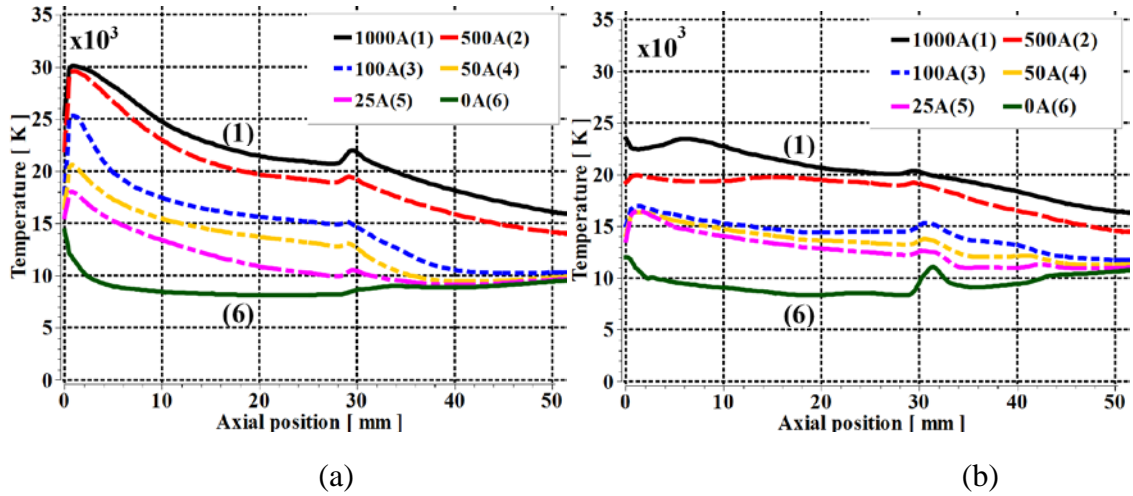 35
x10³
30
25
20
15
10
5
0
Temperature [ K ]
1000A(1) 500A(2)
100A(3) 50A(4)
25A(5) 0A(6)
(1)
(6)
0 10 20 30 40 50
Axial position [ mm ]
(a)
35
x10³
30
25
20
15
10
5
0
Temperature [ K ]
1000A(1) 500A(2)
100A(3) 50A(4)
25A(5) 0A(6)
(1)
(6)
0 10 20 30 40 50
Axial position [ mm ]
(b)